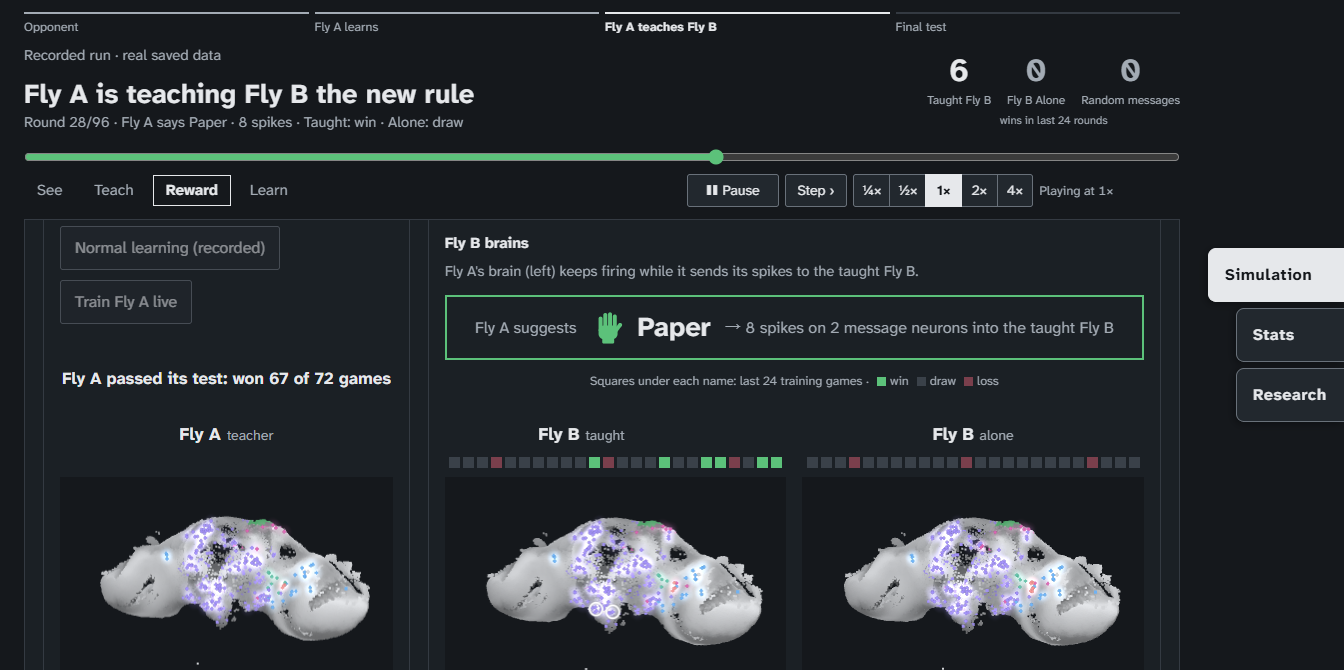 Opponent
Fly A learns
Fly A teaches Fly B
Final test
Recorded run · real saved data
Fly A is teaching Fly B the new rule
Round 28/96 · Fly A says Paper · 8 spikes · Taught: win · Alone: draw
6 0 0
Taught Fly B Fly B Alone Random messages
wins in last 24 rounds
See Teach Reward Learn
Pause Step › ¼× ½× 1× 2× 4× Playing at 1×
Simulation
Stats
Research
Normal learning (recorded)
Train Fly A live
Fly A passed its test: won 67 of 72 games
Fly A teacher
Fly B brains
Fly A's brain (left) keeps firing while it sends its spikes to the taught Fly B.
Fly A suggests Paper → 8 spikes on 2 message neurons into the taught Fly B
Squares under each name: last 24 training games · win draw loss
Fly B taught
Fly B alone